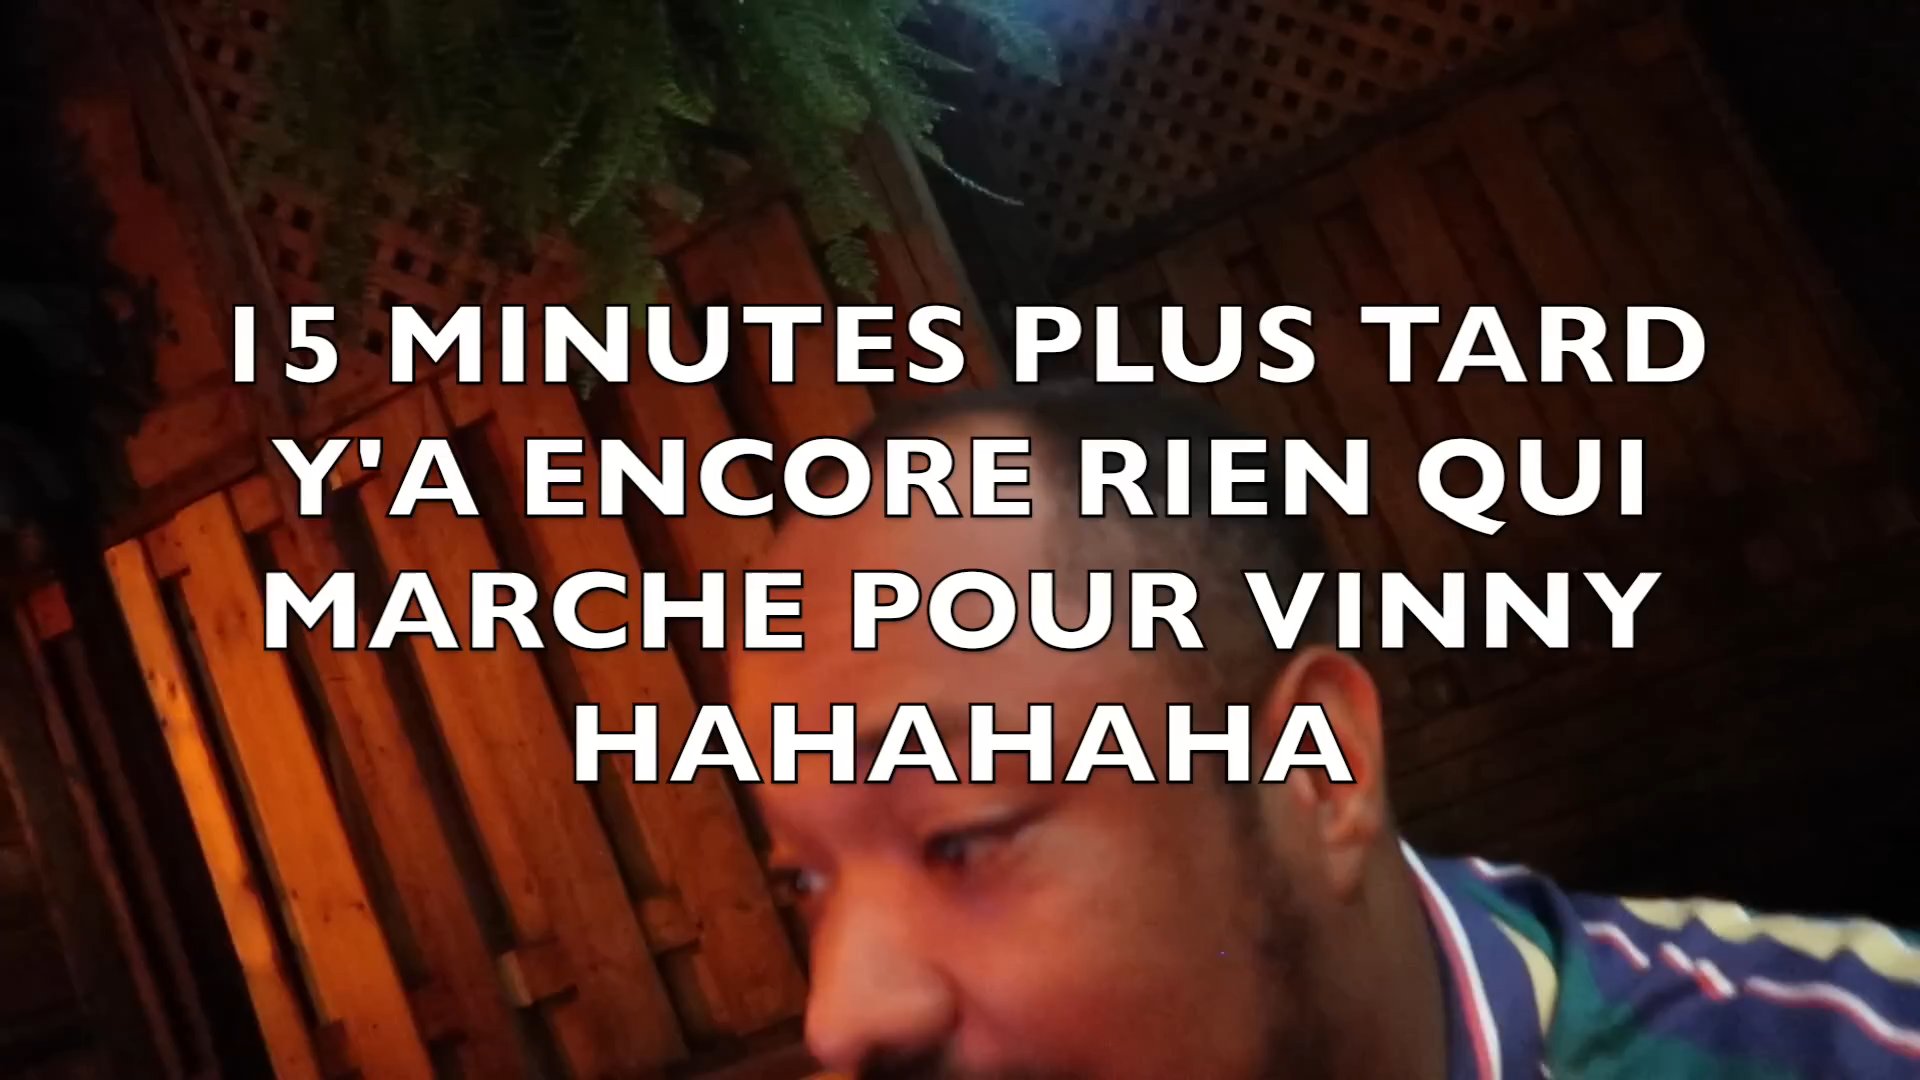 15 MINUTES PLUS TARD
Y'A ENCORE RIEN QUI
MARCHE POUR VINNY
HAHAHAHA